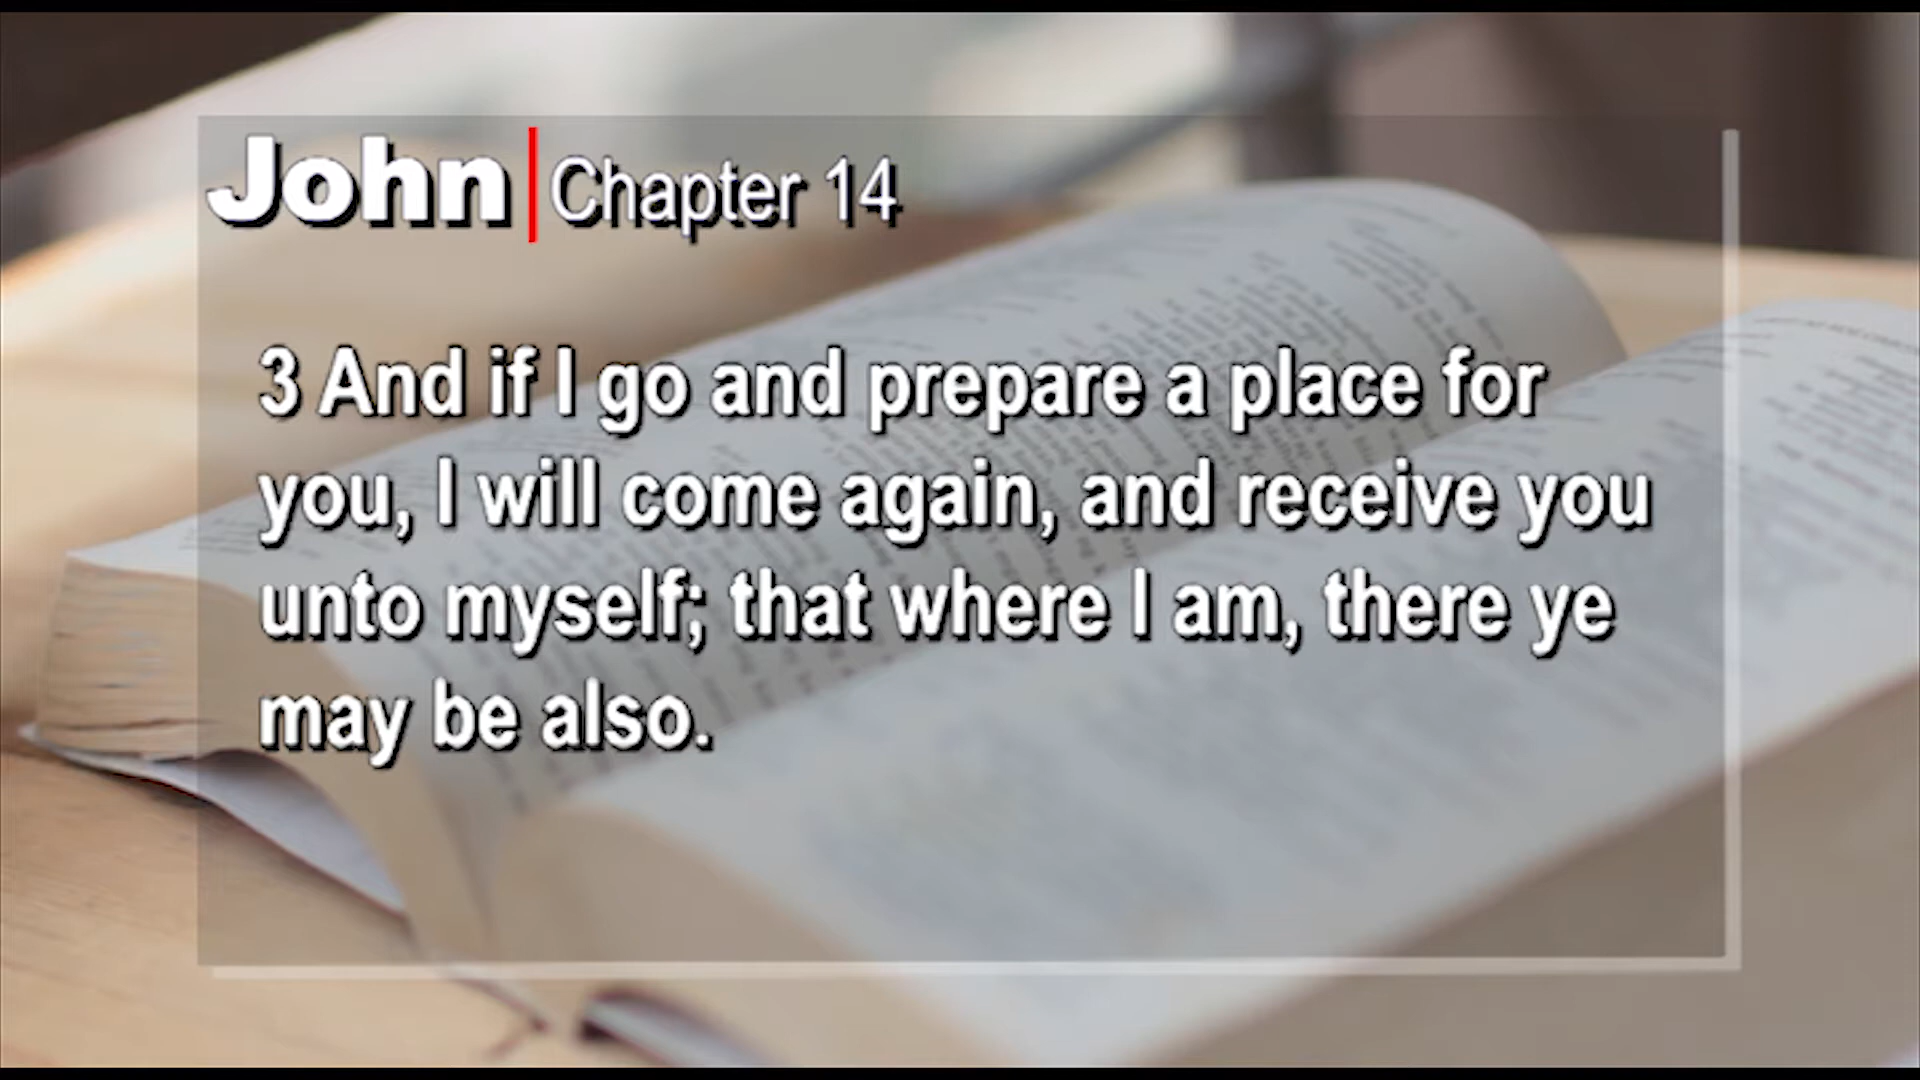 John | Chapter 14
3 And if I go and prepare a place for
you, I will come again, and receive you
unto myself; that where I am, there ye
may be also.